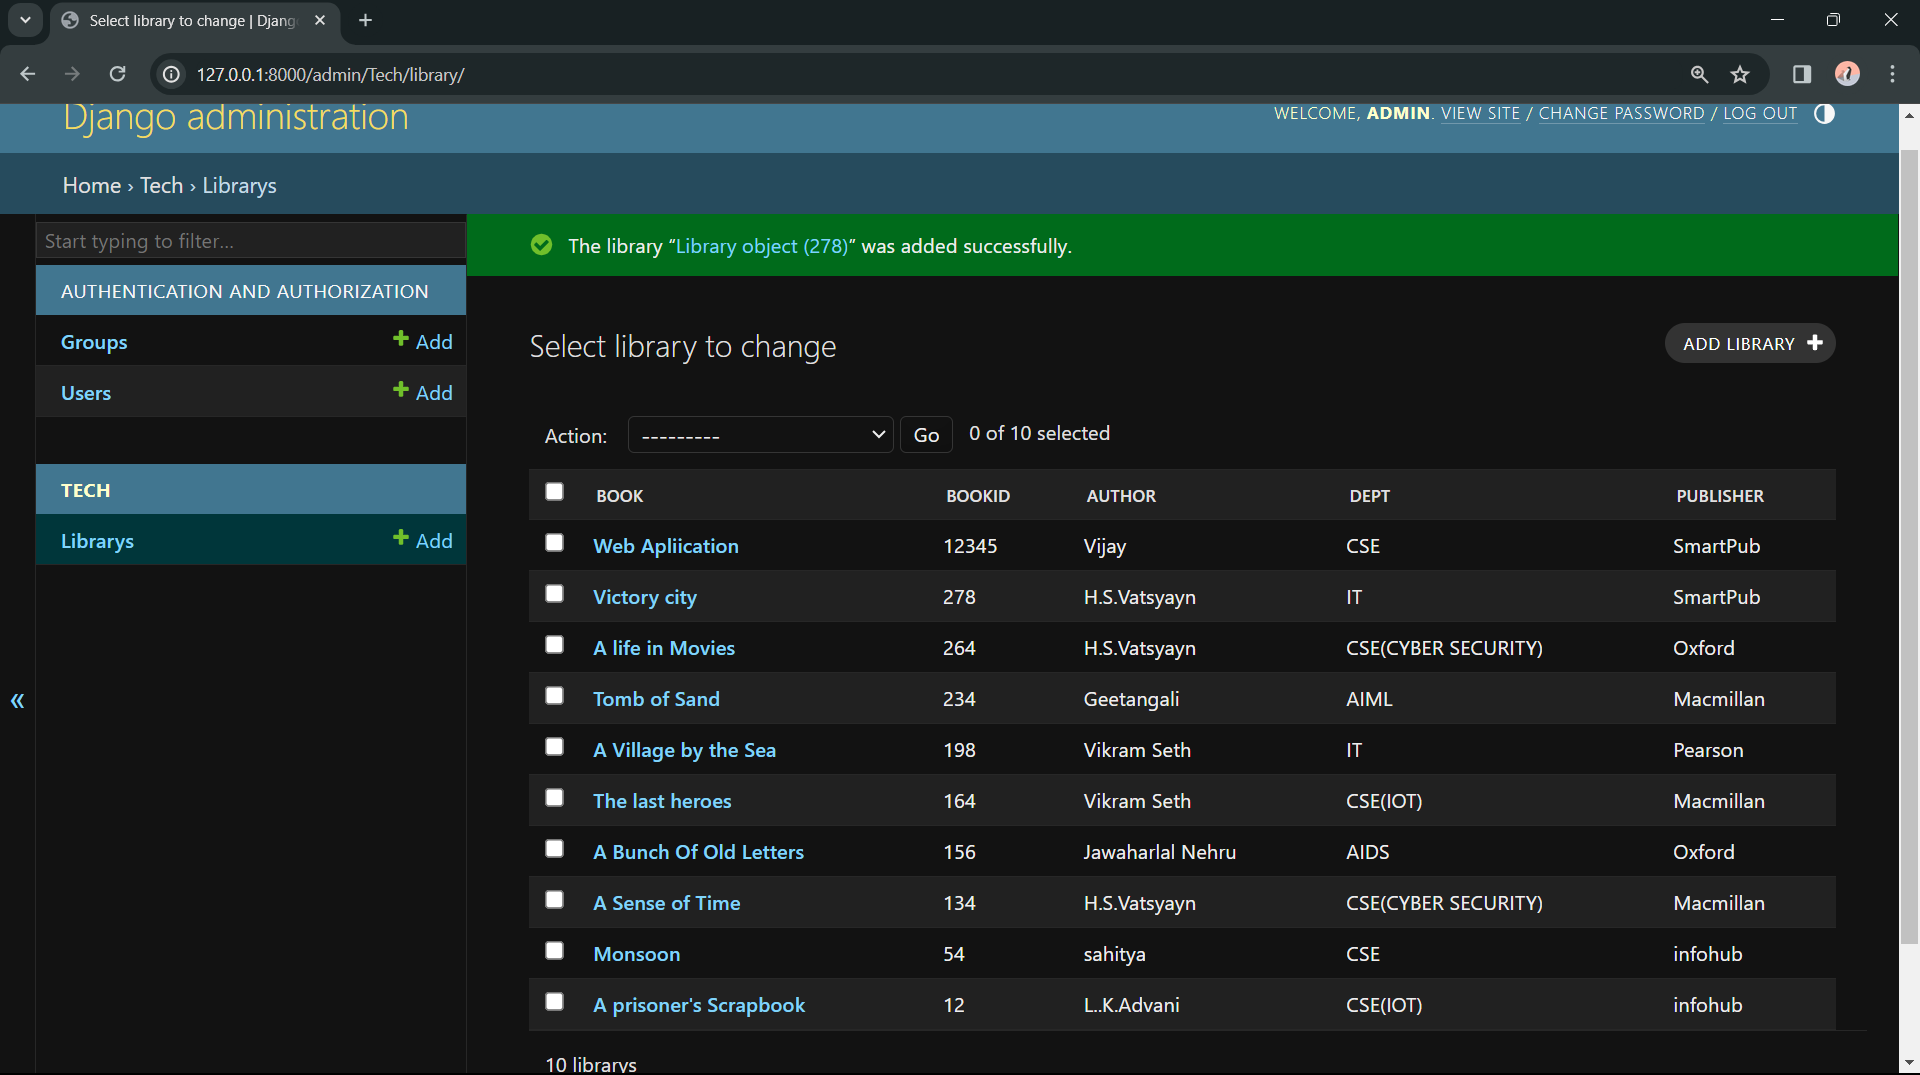 Select library to change | Djang
127.0.0.1:8000/admin/Tech/library/
Django administration
WELCOME, ADMIN. VIEW SITE / CHANGE PASSWORD / LOG OUT
Home › Tech › Librarys
Start typing to filter...
The library “Library object (278)” was added successfully.
AUTHENTICATION AND AUTHORIZATION
Groups + Add
Users + Add
TECH
Librarys + Add
«
Select library to change
ADD LIBRARY +
Action: --------- Go 0 of 10 selected
BOOK BOOKID AUTHOR DEPT PUBLISHER
Web Apliication 12345 Vijay CSE SmartPub
Victory city 278 H.S.Vatsyayn IT SmartPub
A life in Movies 264 H.S.Vatsyayn CSE(CYBER SECURITY) Oxford
Tomb of Sand 234 Geetangali AIML Macmillan
A Village by the Sea 198 Vikram Seth IT Pearson
The last heroes 164 Vikram Seth CSE(IOT) Macmillan
A Bunch Of Old Letters 156 Jawaharlal Nehru AIDS Oxford
A Sense of Time 134 H.S.Vatsyayn CSE(CYBER SECURITY) Macmillan
Monsoon 54 sahitya CSE infohub
A prisoner's Scrapbook 12 L..K.Advani CSE(IOT) infohub
10 librarys